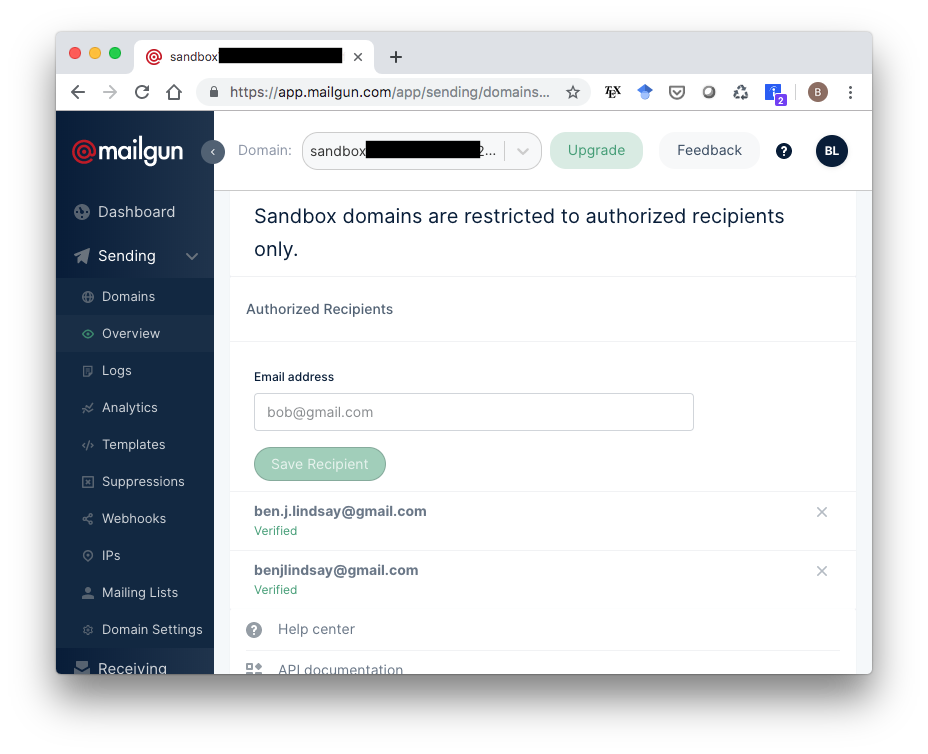 sandbox
https://app.mailgun.com/app/sending/domains...
TEX
2
B
mailgun
Domain:
sandbox 2...
Upgrade
Feedback
?
BL
Dashboard
Sending
Domains
Overview
Logs
Analytics
Templates
Suppressions
Webhooks
IPs
Mailing Lists
Domain Settings
Receiving
Sandbox domains are restricted to authorized recipients
only.
Authorized Recipients
Email address
bob@gmail.com
Save Recipient
ben.j.lindsay@gmail.com
Verified
benjlindsay@gmail.com
Verified
Help center
API documentation